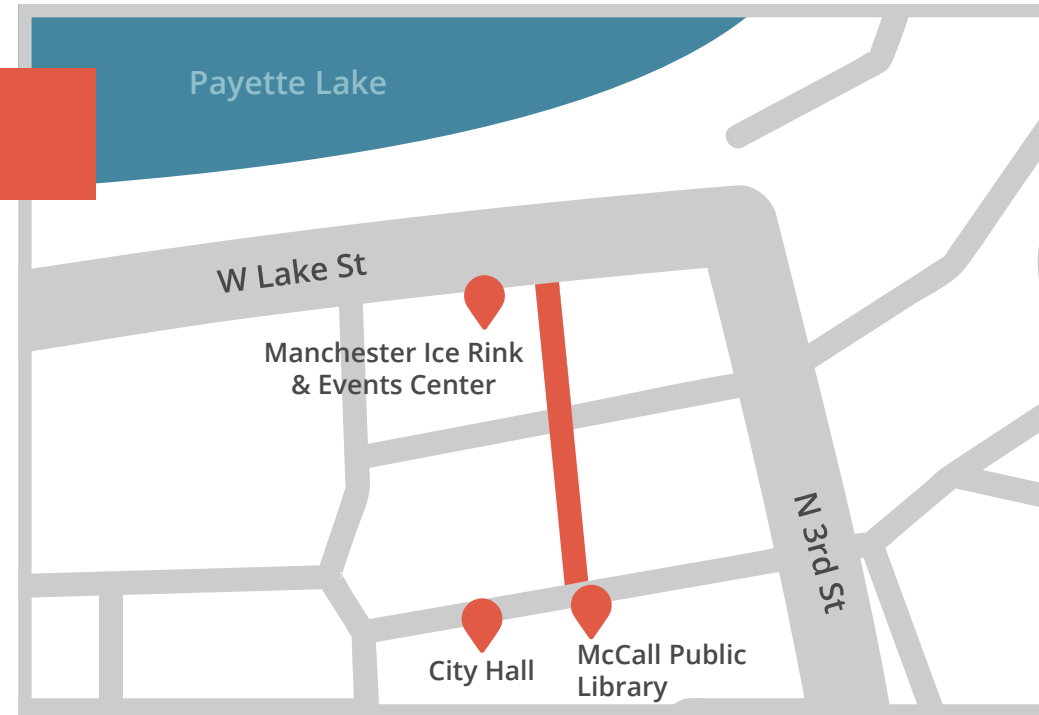 Payette Lake
W Lake St
Manchester Ice Rink
& Events Center
N 3rd St
City Hall
McCall Public
Library